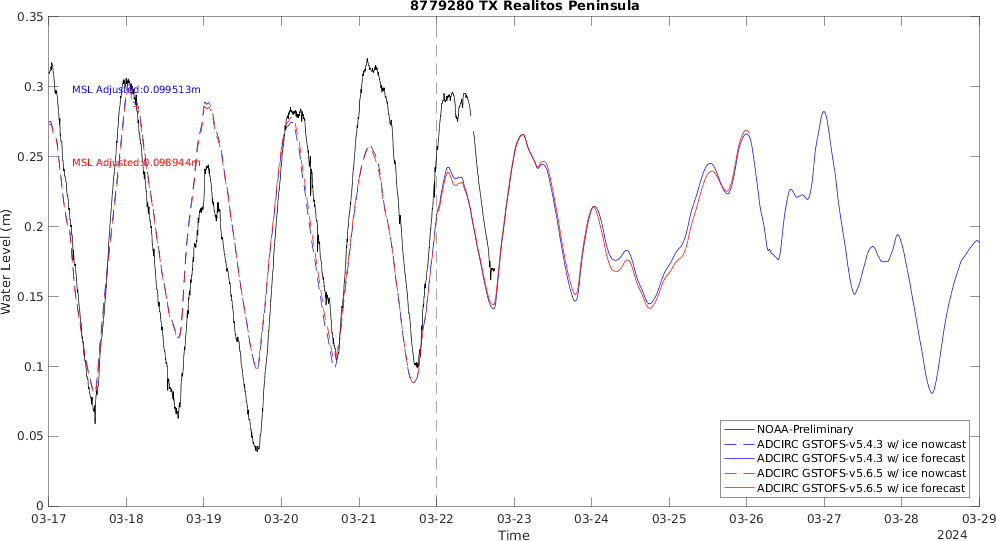 8779280 TX Realitos Peninsula
0.35
0.3
0.25
0.2
0.15
0.1
0.05
0
Water Level (m)
MSL Adjusted:0.099513m
MSL Adjusted:0.098944m
NOAA-Preliminary
ADCIRC GSTOFS-v5.4.3 w/ ice nowcast
ADCIRC GSTOFS-v5.4.3 w/ ice forecast
ADCIRC GSTOFS-v5.6.5 w/ ice nowcast
ADCIRC GSTOFS-v5.6.5 w/ ice forecast
03-17 03-18 03-19 03-20 03-21 03-22 03-23 03-24 03-25 03-26 03-27 03-28 03-29
Time
2024